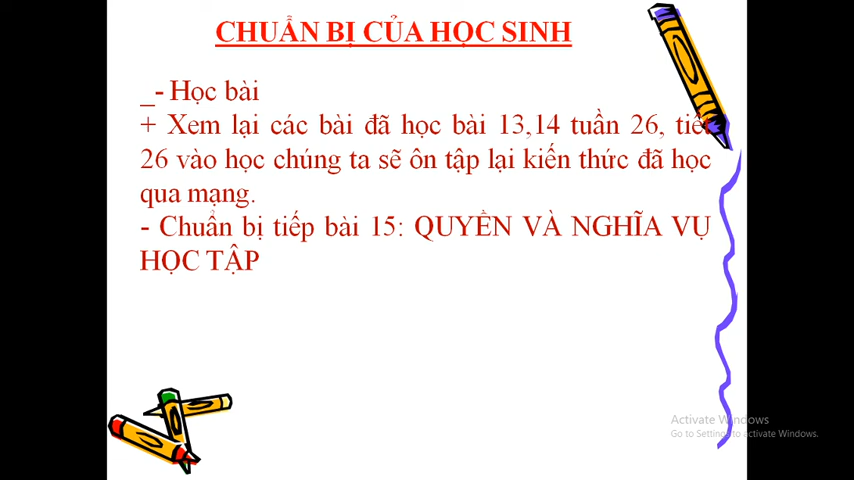 CHUẨN BỊ CỦA HỌC SINH
_- Học bài
+ Xem lại các bài đã học bài 13,14 tuần 26, tiết
26 vào học chúng ta sẽ ôn tập lại kiến thức đã học
qua mạng.
- Chuẩn bị tiếp bài 15: QUYỀN VÀ NGHĨA VỤ
HỌC TẬP
Activate Windows
Go to Settings to activate Windows.